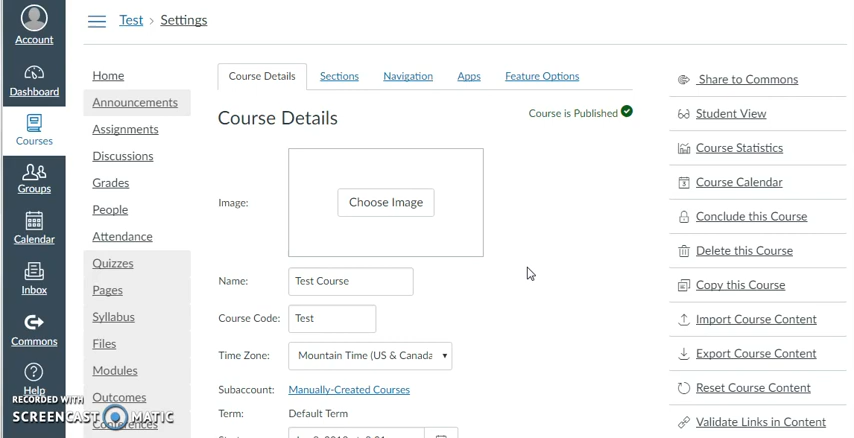 Account
Dashboard
Courses
Groups
Calendar
Inbox
Commons
Help
RECORDED WITH
SCREENCAST MATIC
Test › Settings
Home
Announcements
Assignments
Discussions
Grades
People
Attendance
Quizzes
Pages
Syllabus
Files
Modules
Outcomes
Conferences
Course Details Sections Navigation Apps Feature Options
Course Details
Course is Published
Image:
Choose Image
Name: Test Course
Course Code: Test
Time Zone: Mountain Time (US & Canada
Subaccount: Manually-Created Courses
Term: Default Term
Share to Commons
Student View
Course Statistics
Course Calendar
Conclude this Course
Delete this Course
Copy this Course
Import Course Content
Export Course Content
Reset Course Content
Validate Links in Content